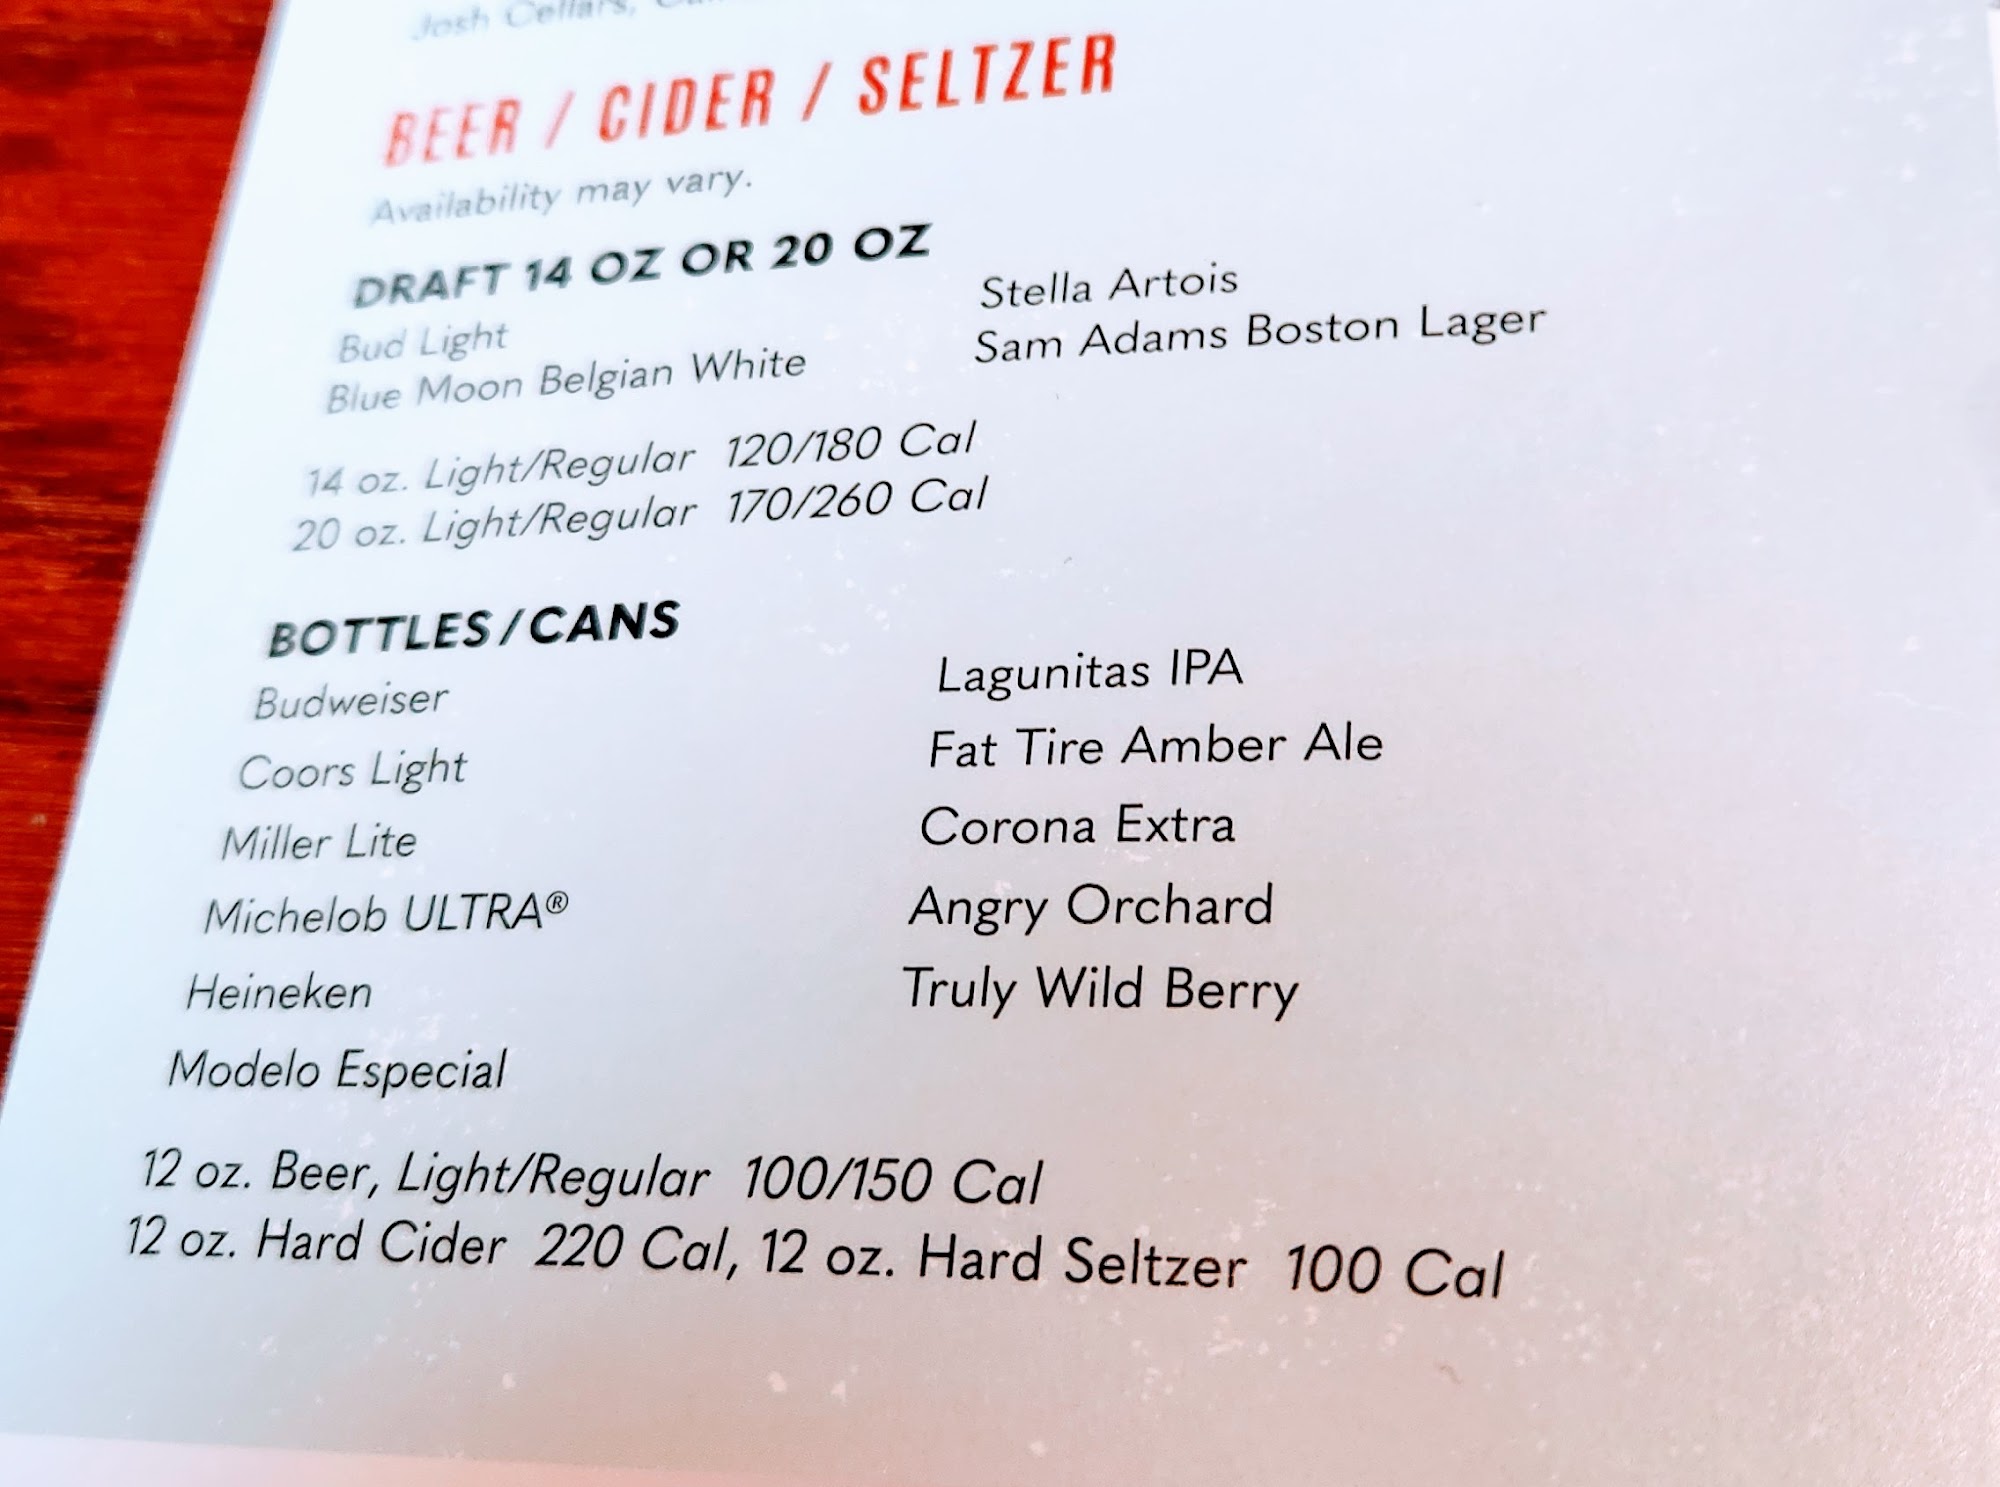 Josh Cellars,
BEER / CIDER / SELTZER
Availability may vary.
DRAFT 14 OZ OR 20 OZ
Bud Light
Blue Moon Belgian White
Stella Artois
Sam Adams Boston Lager
14 oz. Light/Regular 120/180 Cal
20 oz. Light/Regular 170/260 Cal
BOTTLES/CANS
Budweiser
Coors Light
Miller Lite
Michelob ULTRA®
Heineken
Modelo Especial
Lagunitas IPA
Fat Tire Amber Ale
Corona Extra
Angry Orchard
Truly Wild Berry
12 oz. Beer, Light/Regular 100/150 Cal
12 oz. Hard Cider 220 Cal, 12 oz. Hard Seltzer 100 Cal